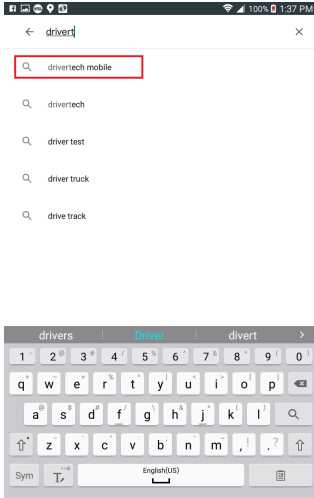 100% 1:37 PM
drivert
drivertech mobile
drivertech
driver test
driver truck
drive track
drivers Driver divert
1 - 2 @ 3 # 4 / 5 % 6 ^ 7 & 8 * 9 ( 0 )
q + w × e ÷ r t y u i o [ p ]
a s d f g h j k l
z x c v b n m , ! . ?
Sym T English(US)